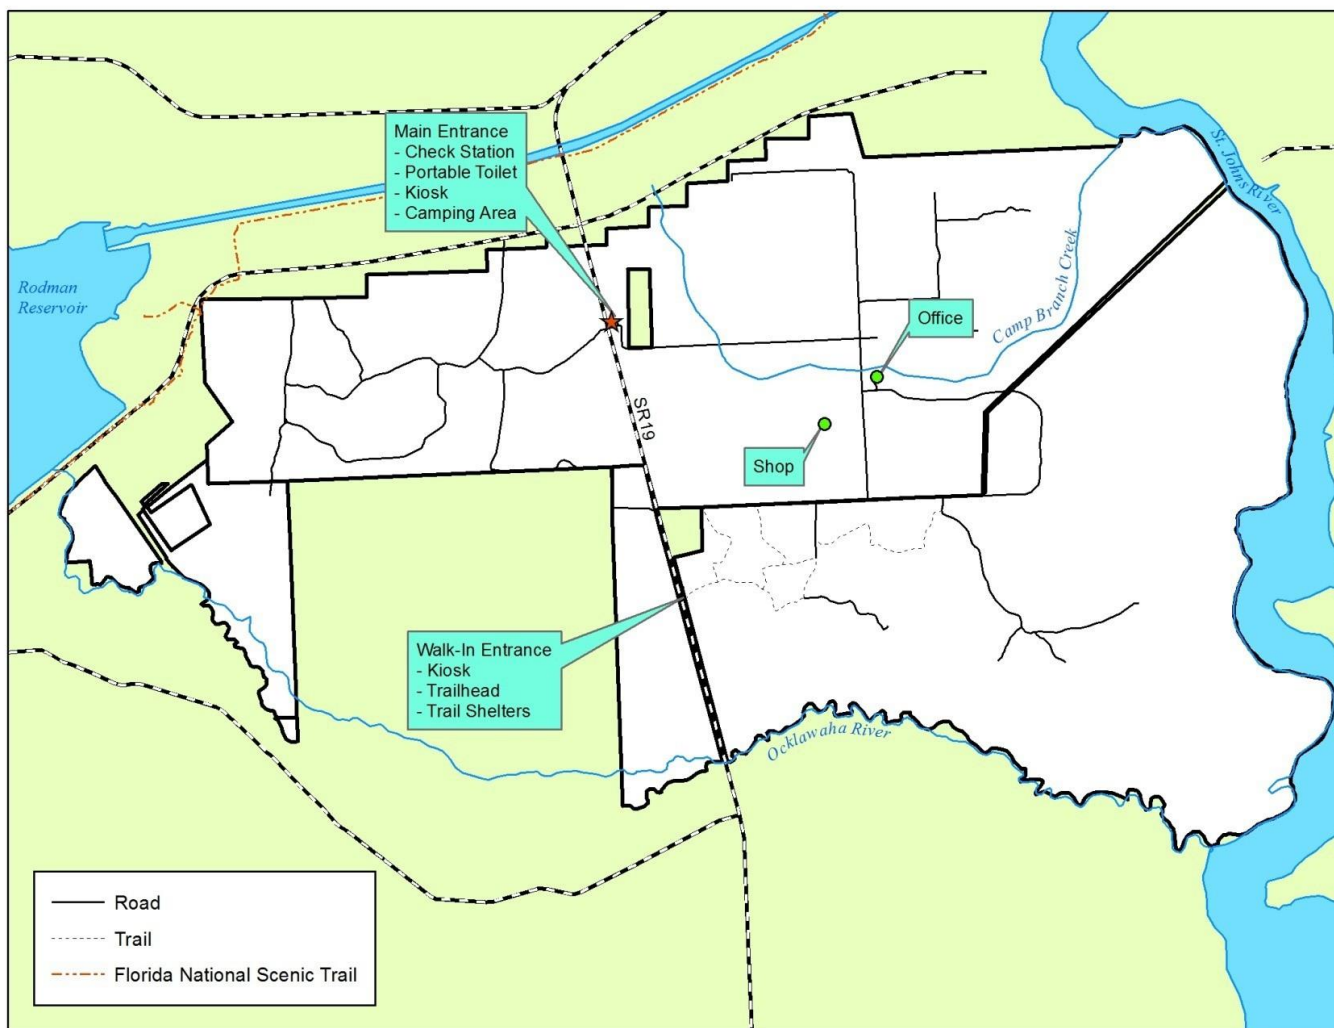 Main Entrance
- Check Station
- Portable Toilet
- Kiosk
- Camping Area
St. Johns River
Rodman
Reservoir
Camp Branch Creek
Office
SR19
Shop
Walk-In Entrance
- Kiosk
- Trailhead
- Trail Shelters
Ocklawaha River
Road
Trail
Florida National Scenic Trail